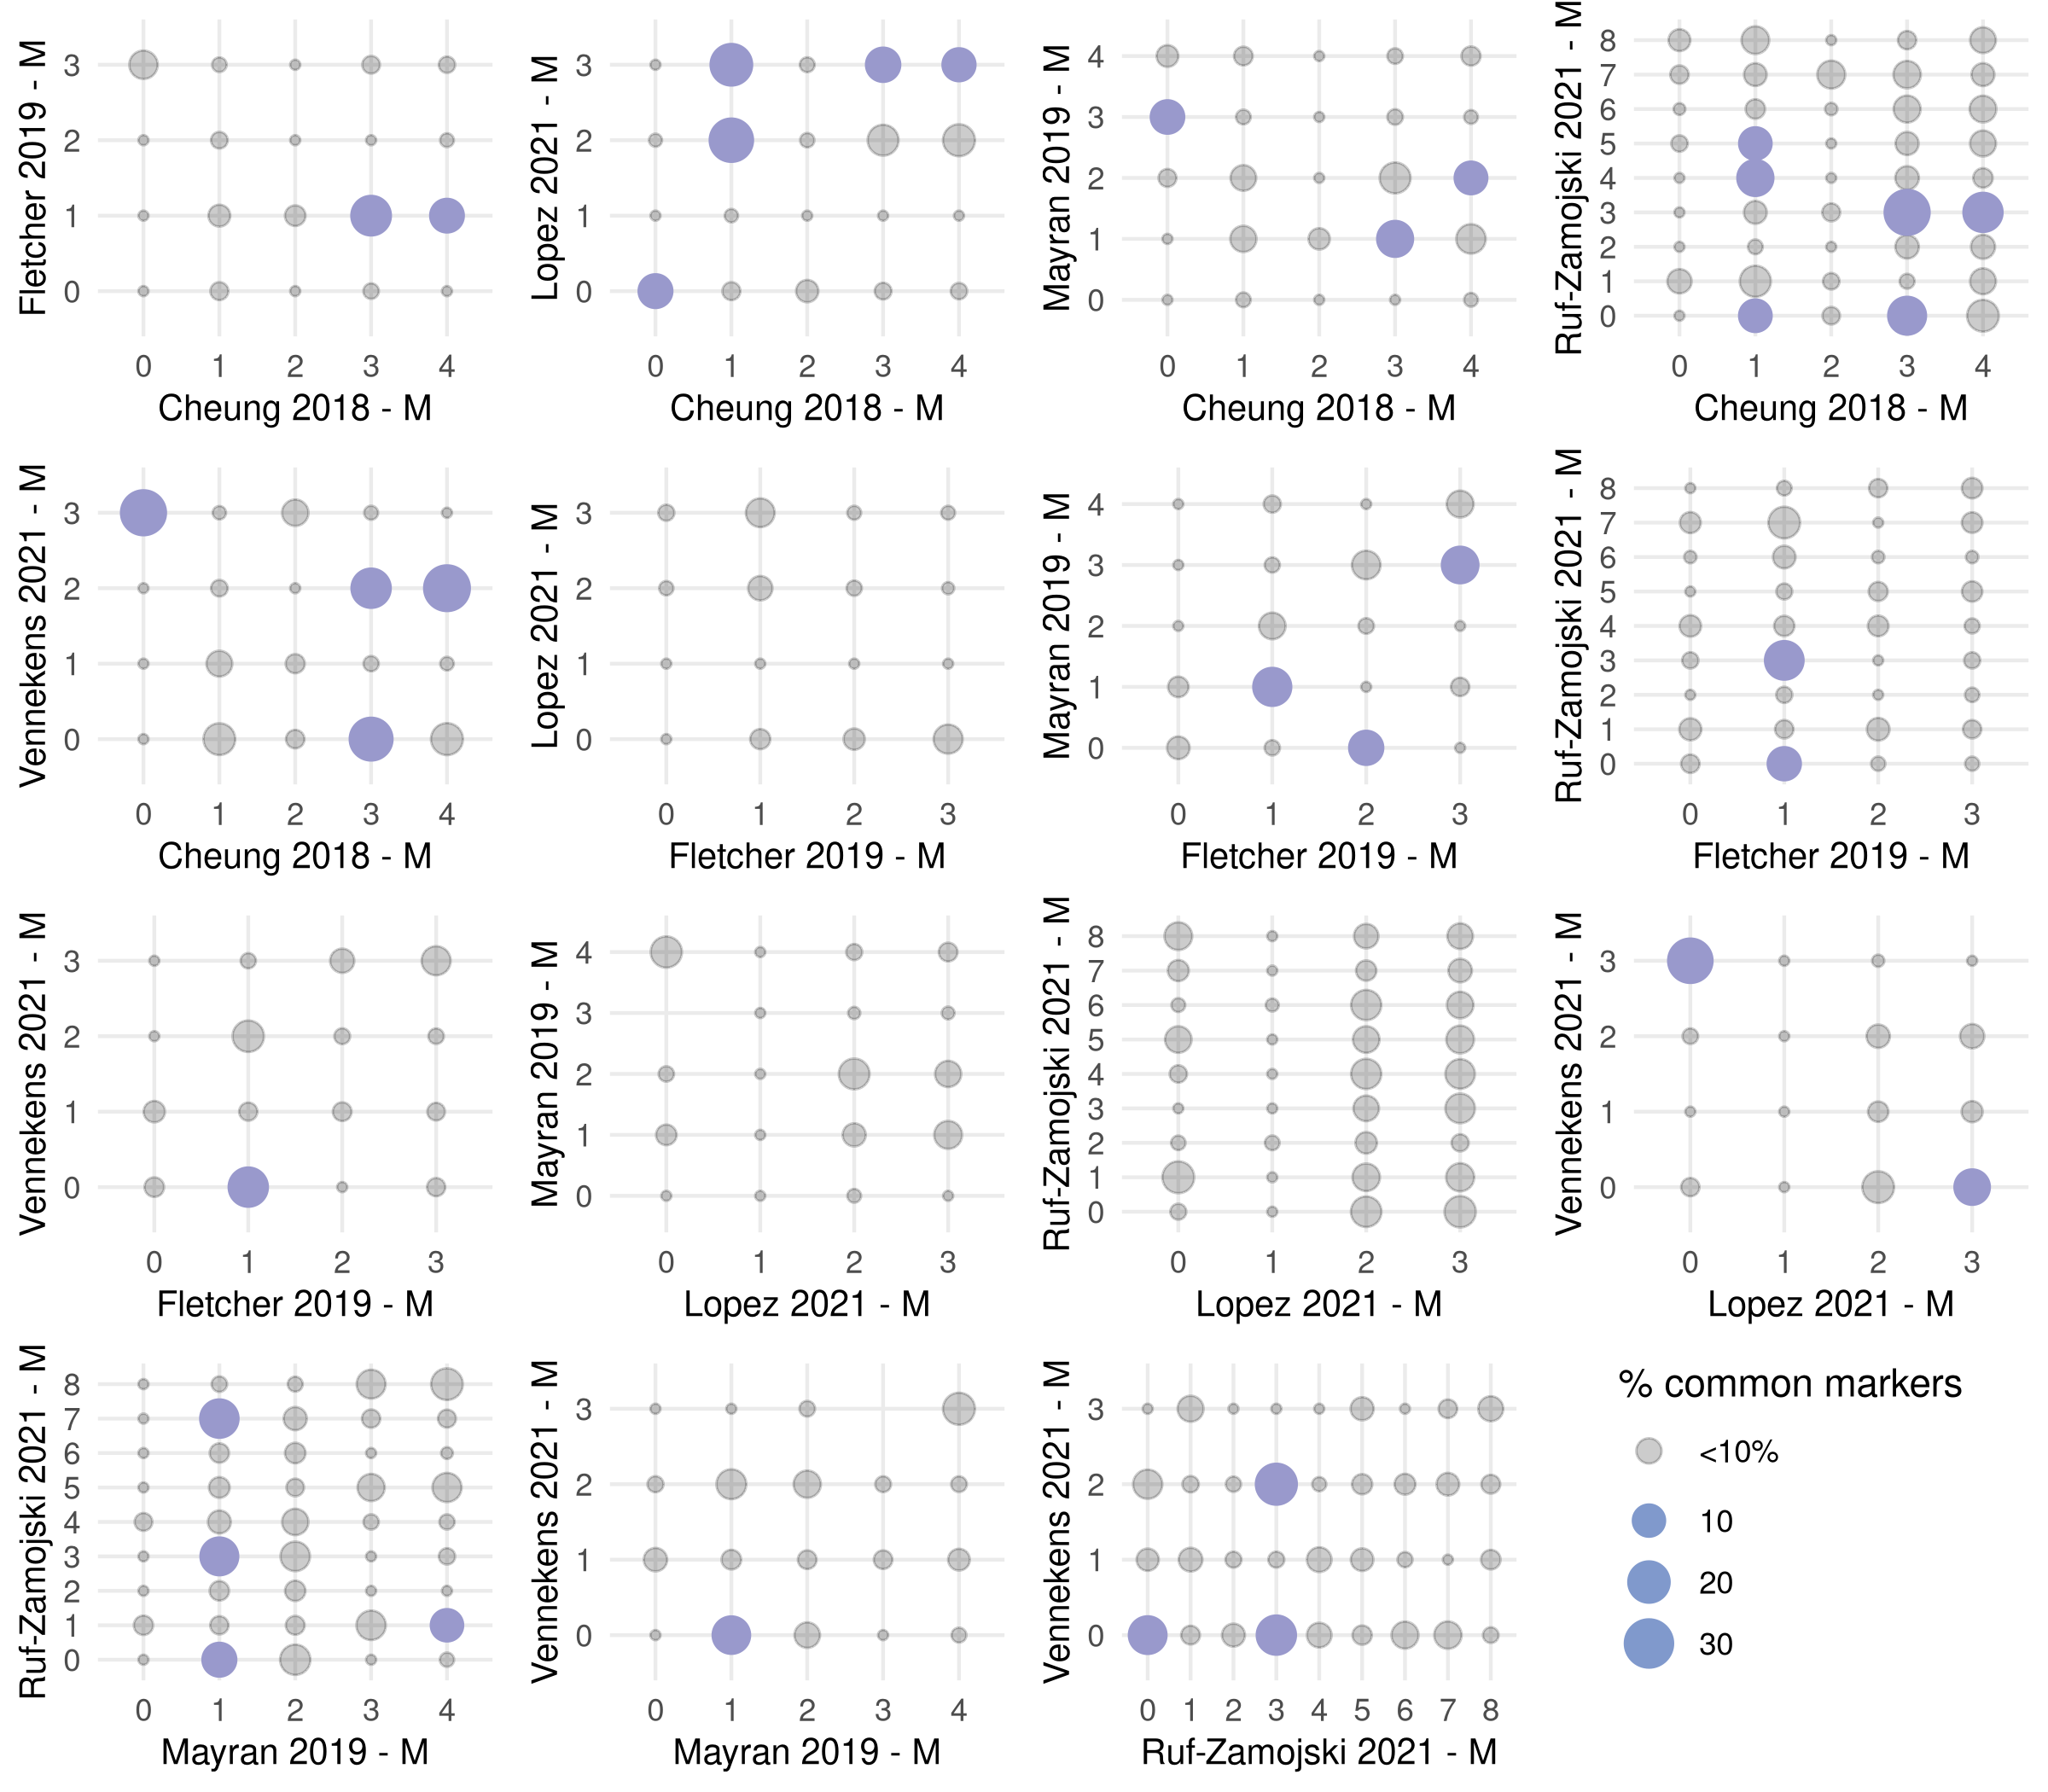 Fletcher 2019 - M
3
2
1
0
0 1 2 3 4
Cheung 2018 - M
Lopez 2021 - M
3
2
1
0
0 1 2 3 4
Cheung 2018 - M
Mayran 2019 - M
4
3
2
1
0
0 1 2 3 4
Cheung 2018 - M
Ruf-Zamojski 2021 - M
8
7
6
5
4
3
2
1
0
0 1 2 3 4
Cheung 2018 - M
Vennekens 2021 - M
3
2
1
0
0 1 2 3 4
Cheung 2018 - M
Lopez 2021 - M
3
2
1
0
0 1 2 3
Fletcher 2019 - M
Mayran 2019 - M
4
3
2
1
0
0 1 2 3
Fletcher 2019 - M
Ruf-Zamojski 2021 - M
8
7
6
5
4
3
2
1
0
0 1 2 3
Fletcher 2019 - M
Vennekens 2021 - M
3
2
1
0
0 1 2 3
Fletcher 2019 - M
Mayran 2019 - M
4
3
2
1
0
0 1 2 3
Lopez 2021 - M
Ruf-Zamojski 2021 - M
8
7
6
5
4
3
2
1
0
0 1 2 3
Lopez 2021 - M
Vennekens 2021 - M
3
2
1
0
0 1 2 3
Lopez 2021 - M
Ruf-Zamojski 2021 - M
8
7
6
5
4
3
2
1
0
0 1 2 3 4
Mayran 2019 - M
Vennekens 2021 - M
3
2
1
0
0 1 2 3 4
Mayran 2019 - M
Vennekens 2021 - M
3
2
1
0
0 1 2 3 4 5 6 7 8
Ruf-Zamojski 2021 - M
% common markers
<10%
10
20
30